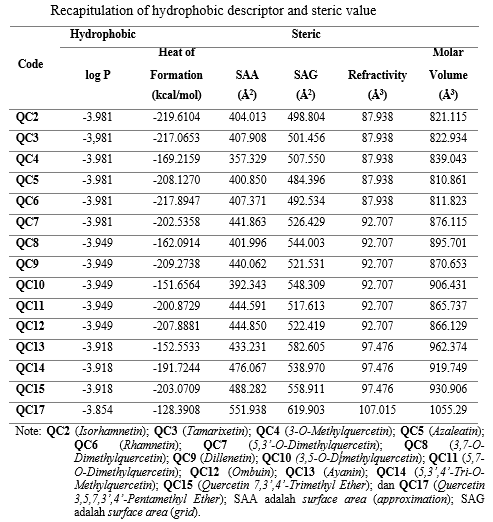 Recapitulation of hydrophobic descriptor and steric value
Hydrophobic Steric
Code log P Heat of Formation (kcal/mol) SAA (Å²) SAG (Å²) Refractivity (Å³) Molar Volume (Å³)
QC2 -3.981 -219.6104 404.013 498.804 87.938 821.115
QC3 -3,981 -217.0653 407.908 501.456 87.938 822.934
QC4 -3.981 -169.2159 357.329 507.550 87.938 839.043
QC5 -3.981 -208.1270 400.850 484.396 87.938 810.861
QC6 -3.981 -217.8947 407.371 492.534 87.938 811.823
QC7 -3.981 -202.5358 441.863 526.429 92.707 876.115
QC8 -3.949 -162.0914 401.996 544.003 92.707 895.701
QC9 -3.949 -209.2738 440.062 521.531 92.707 870.653
QC10 -3.949 -151.6564 392.343 548.309 92.707 906.431
QC11 -3.949 -200.8729 444.591 517.613 92.707 865.737
QC12 -3.949 -207.8881 444.850 522.419 92.707 866.129
QC13 -3.918 -152.5533 433.231 582.605 97.476 962.374
QC14 -3.918 -191.7244 476.067 538.970 97.476 919.749
QC15 -3.918 -203.0709 488.282 558.911 97.476 930.906
QC17 -3.854 -128.3908 551.938 619.903 107.015 1055.29
Note: QC2 (Isorhamnetin); QC3 (Tamarixetin); QC4 (3-O-Methylquercetin); QC5 (Azaleatin);
QC6 (Rhamnetin); QC7 (5,3'-O-Dimethylquercetin); QC8 (3,7-O-
Dimethylquercetin); QC9 (Dillenetin); QC10 (3,5-O-Dimethylquercetin); QC11 (5,7-
O-Dimethylquercetin); QC12 (Ombuin); QC13 (Ayanin); QC14 (5,3',4'-Tri-O-
Methylquercetin); QC15 (Quercetin 7,3',4'-Trimethyl Ether); dan QC17 (Quercetin
3,5,7,3',4'-Pentamethyl Ether); SAA adalah surface area (approximation); SAG
adalah surface area (grid).